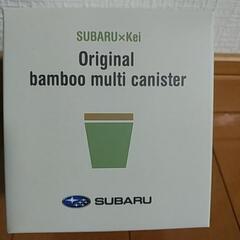 SUBARU×Kei
Original
bamboo multi canister
SUBARU